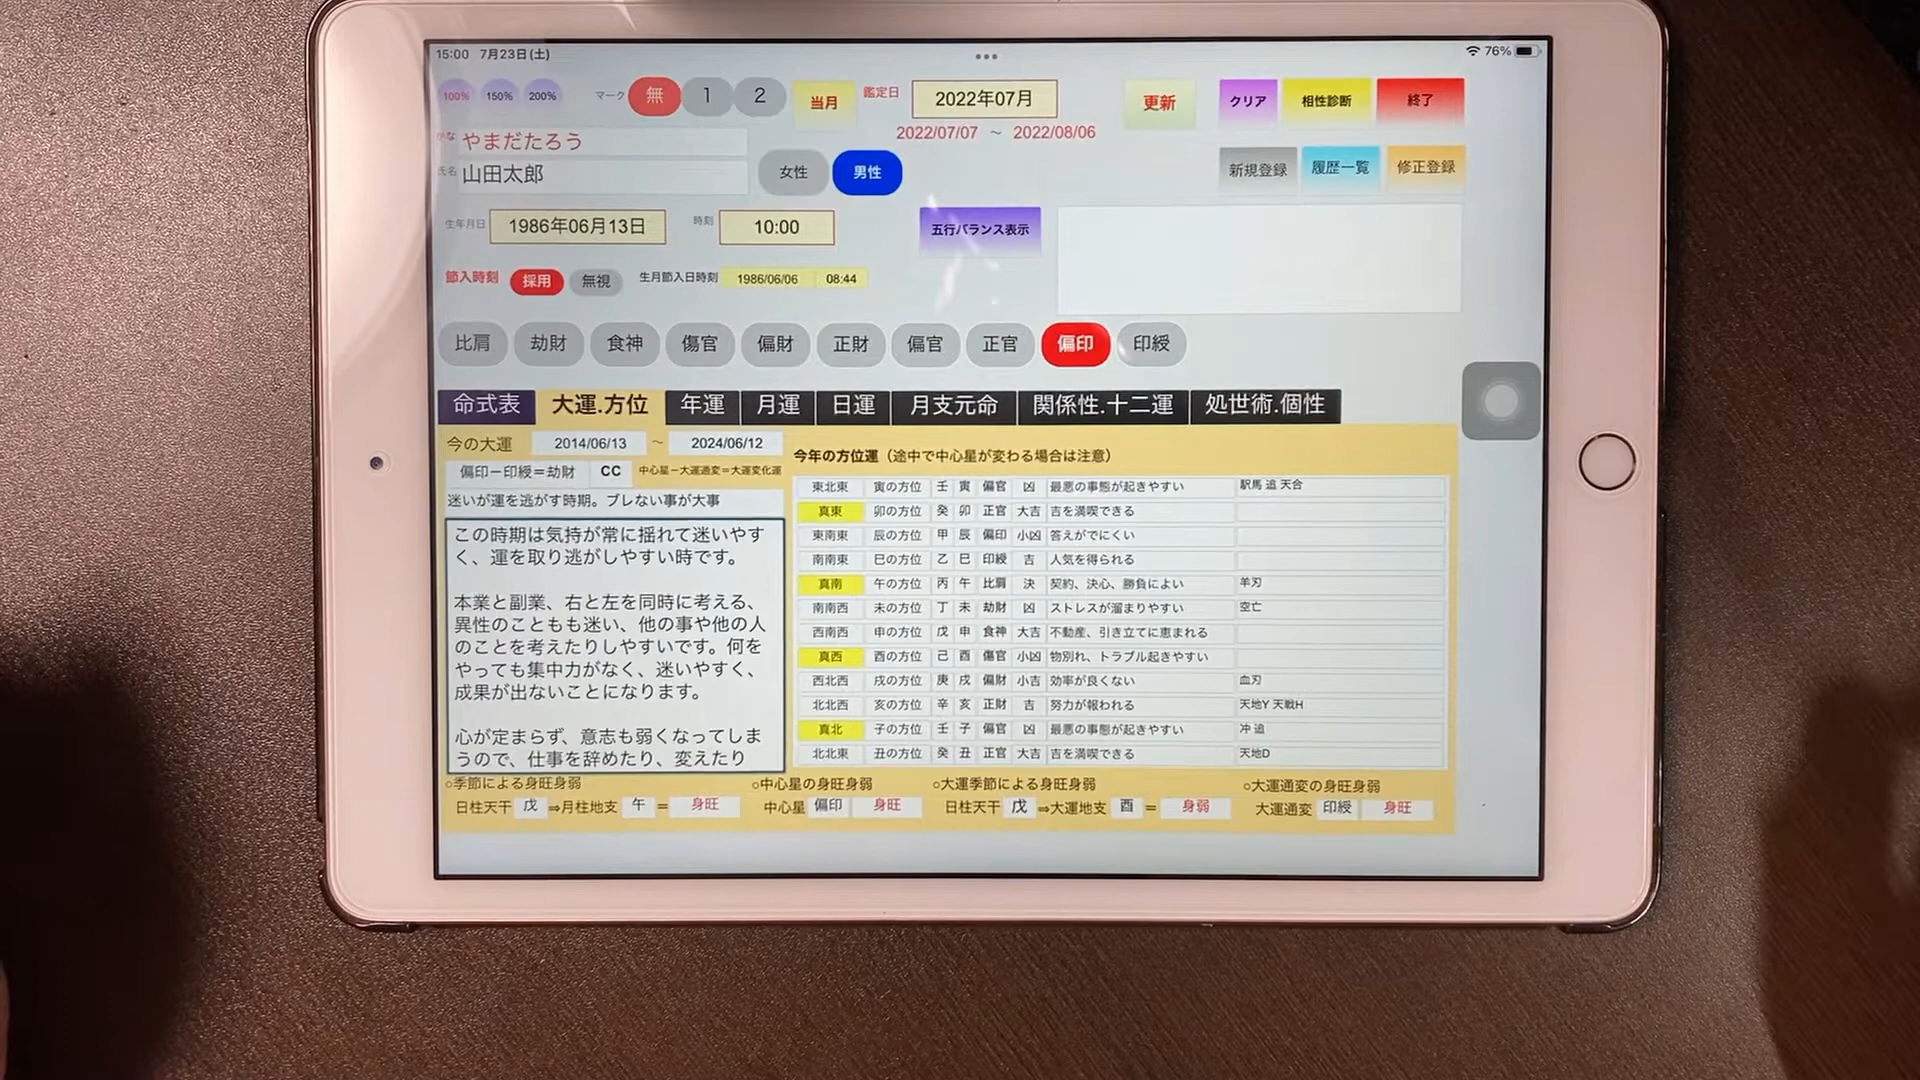 15:00 7月23日(土)
76%
100% 150% 200%
マーク 無 1 2
当月
鑑定日 2022年07月
更新
クリア
相性診断
終了
2022/07/07 ～ 2022/08/06
かな やまだたろう
氏名 山田太郎
女性 男性
新規登録 履歴一覧 修正登録
生年月日 1986年06月13日 時刻 10:00
五行バランス表示
節入時刻 採用 無視 生月節入日時刻 1986/06/06 08:44
比肩 劫財 食神 傷官 偏財 正財 偏官 正官 偏印 印綬
命式表 大運.方位 年運 月運 日運 月支元命 関係性.十二運 処世術.個性
今の大運 2014/06/13 ～ 2024/06/12
偏印ー印綬＝劫財 CC 中心星ー大運通変＝大運変化運
迷いが運を逃がす時期。ブレない事が大事
この時期は気持が常に揺れて迷いやす
く、運を取り逃がしやすい時です。
本業と副業、右と左を同時に考える、
異性のことも迷い、他の事や他の人
のことを考えたりしやすいです。何を
やっても集中力がなく、迷いやすく、
成果が出ないことになります。
心が定まらず、意志も弱くなってしま
うので、仕事を辞めたり、変えたり
今年の方位運（途中で中心星が変わる場合は注意）
東北東 寅の方位 壬 寅 偏官 凶 最悪の事態が起きやすい 駅馬 追 天合
真東 卯の方位 癸 卯 正官 大吉 吉を満喫できる
東南東 辰の方位 甲 辰 偏印 小凶 答えがでにくい
南南東 巳の方位 乙 巳 印綬 吉 人気を得られる
真南 午の方位 丙 午 比肩 決 契約、決心、勝負によい 羊刃
南南西 未の方位 丁 未 劫財 凶 ストレスが溜まりやすい 空亡
西南西 申の方位 戊 申 食神 大吉 不動産、引き立てに恵まれる
真西 酉の方位 己 酉 傷官 小凶 物別れ、トラブル起きやすい
西北西 戌の方位 庚 戌 偏財 小吉 効率が良くない 血刃
北北西 亥の方位 辛 亥 正財 吉 努力が報われる 天地Y 天戦H
真北 子の方位 壬 子 偏官 凶 最悪の事態が起きやすい 冲 追
北北東 丑の方位 癸 丑 正官 大吉 吉を満喫できる 天地D
○季節による身旺身弱 ○中心星の身旺身弱 ○大運季節による身旺身弱 ○大運通変の身旺身弱
日柱天干 戊 ⇒月柱地支 午 ＝ 身旺 中心星 偏印 身旺 日柱天干 戊 ⇒大運地支 酉 ＝ 身弱 大運通変 印綬 身旺